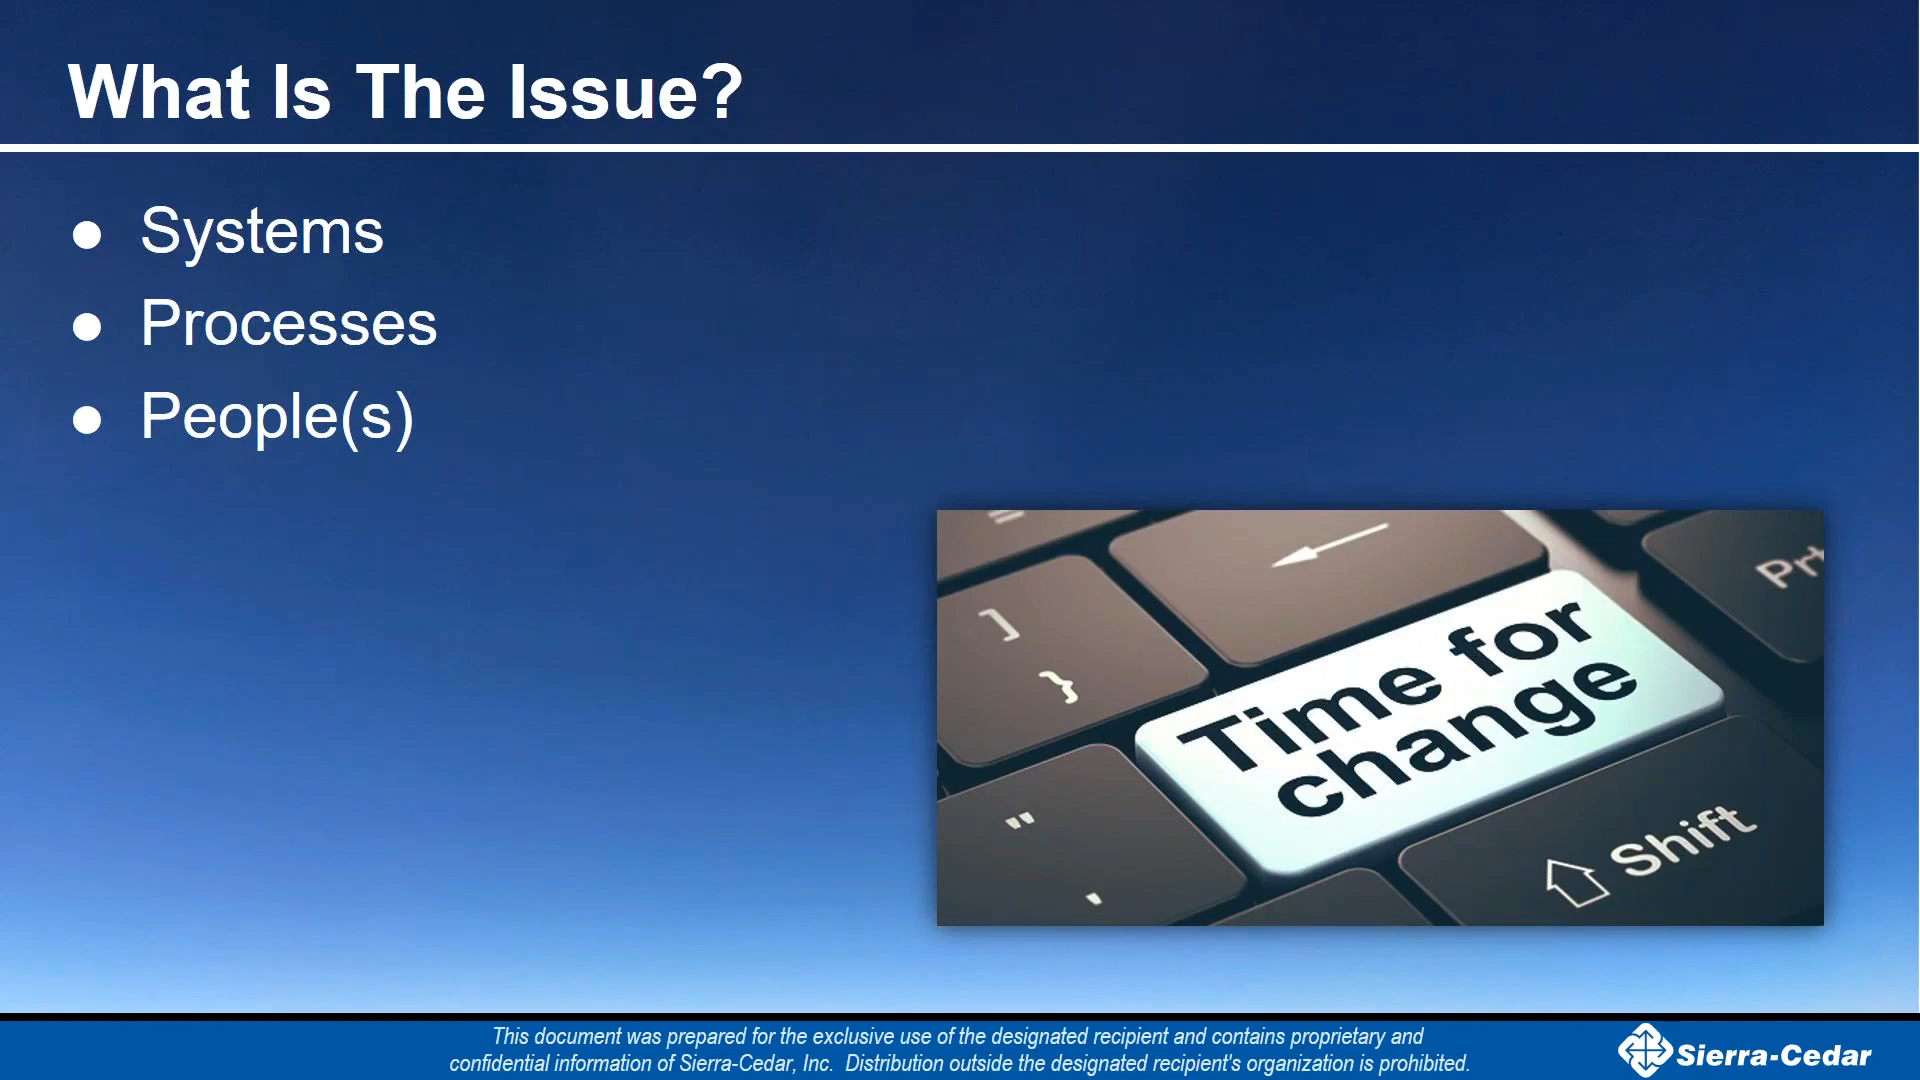 What Is The Issue?
● Systems
● Processes
● People(s)
=
←
Prt
]
}
Time for
change
"
'
Shift
This document was prepared for the exclusive use of the designated recipient and contains proprietary and
confidential information of Sierra-Cedar, Inc.  Distribution outside the designated recipient's organization is prohibited.
Sierra-Cedar